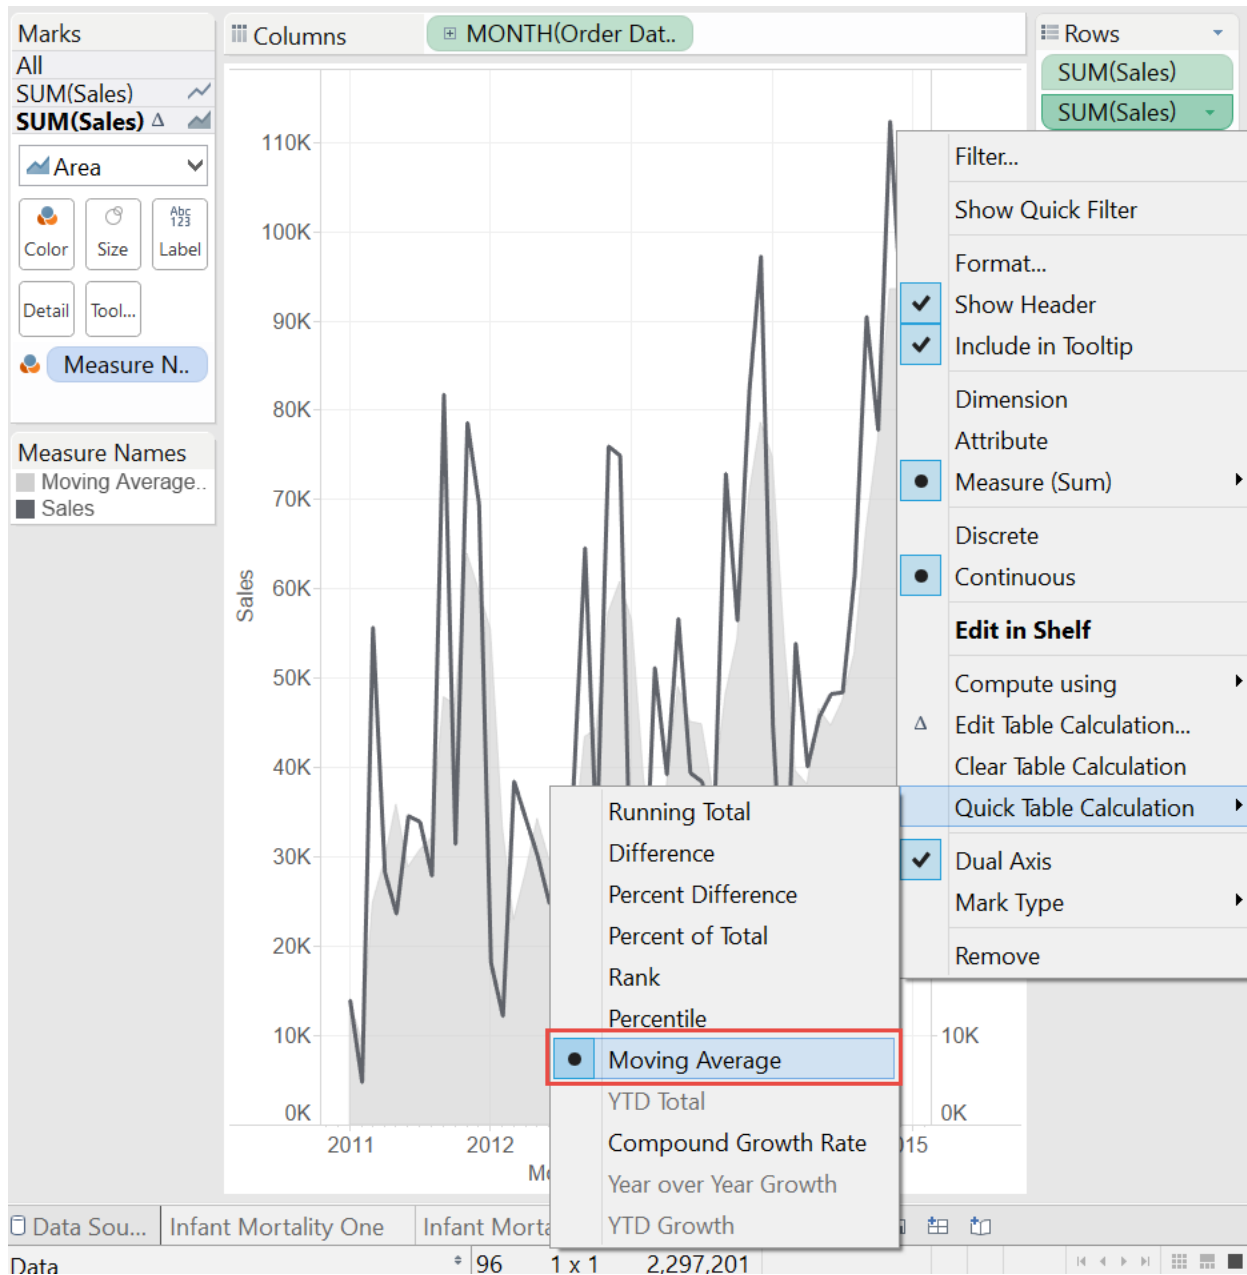 Marks
All
SUM(Sales)
SUM(Sales) Δ
Area
Color
Size
Abc
123
Label
Detail
Tool...
Measure N..
Measure Names
Moving Average..
Sales
Columns
MONTH(Order Dat..
Rows
SUM(Sales)
SUM(Sales)
110K
100K
90K
80K
70K
60K
50K
40K
30K
20K
10K
0K
Sales
2011
2012
10K
0K
Filter...
Show Quick Filter
Format...
Show Header
Include in Tooltip
Dimension
Attribute
Measure (Sum)
Discrete
Continuous
Edit in Shelf
Compute using
Δ Edit Table Calculation...
Clear Table Calculation
Quick Table Calculation
Dual Axis
Mark Type
Remove
Running Total
Difference
Percent Difference
Percent of Total
Rank
Percentile
Moving Average
YTD Total
Compound Growth Rate
Year over Year Growth
YTD Growth
Data Sou...
Infant Mortality One
Infant Morta
Data
96
1 x 1
2,297,201